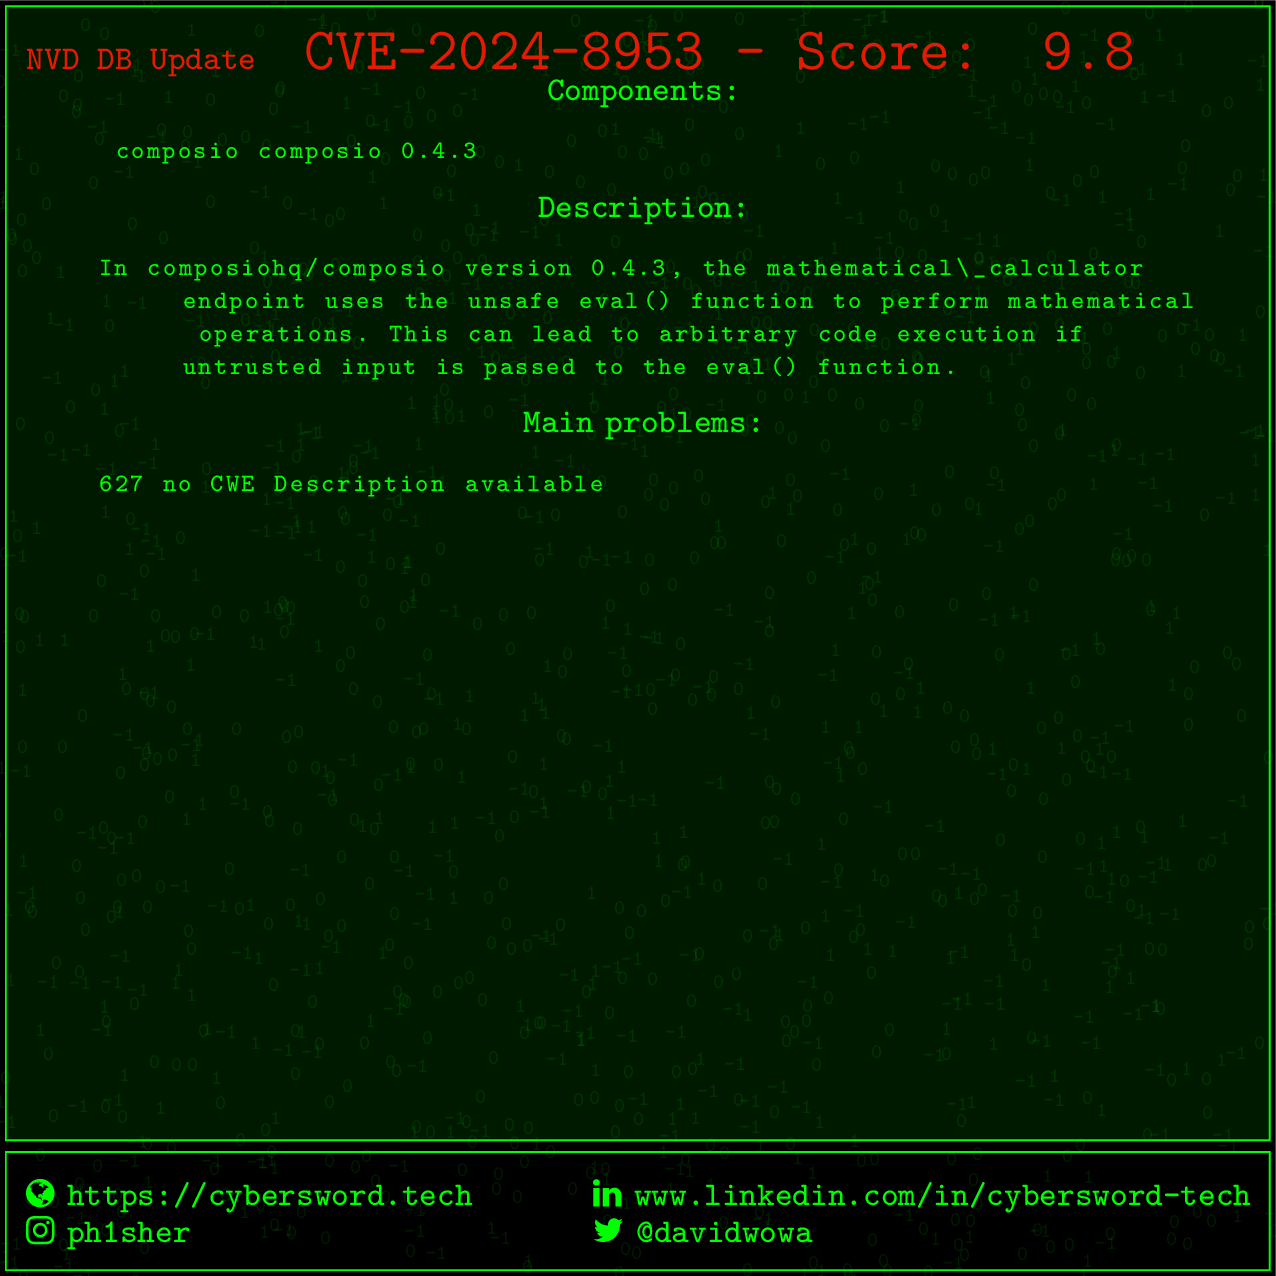 NVD DB Update CVE-2024-8953 - Score: 9.8
Components:
composio composio 0.4.3
Description:
In composiohq/composio version 0.4.3, the mathematical\_calculator
endpoint uses the unsafe eval() function to perform mathematical
operations. This can lead to arbitrary code execution if
untrusted input is passed to the eval() function.
Main problems:
627 no CWE Description available
https://cybersword.tech
www.linkedin.com/in/cybersword-tech
ph1sher
@davidwowa